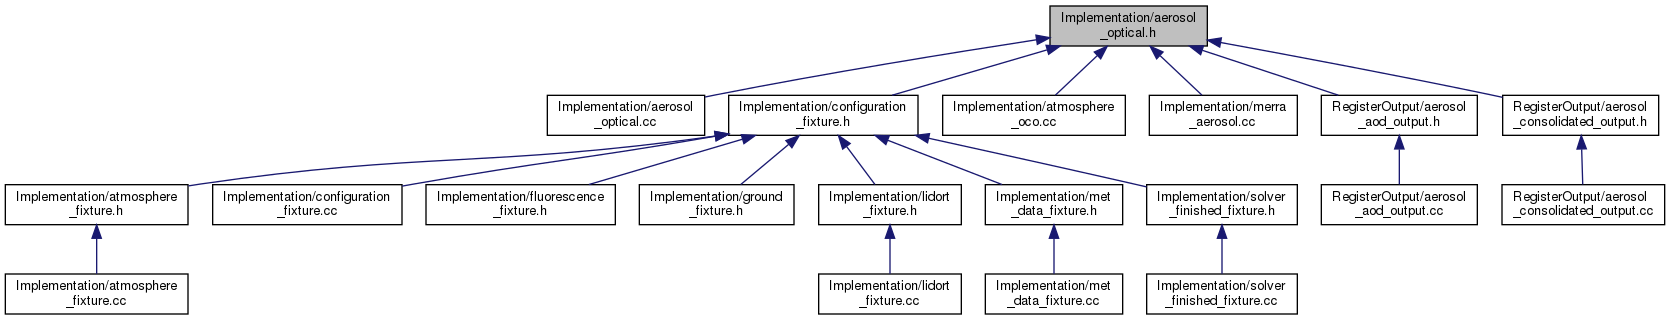 Implementation/aerosol
_optical.h
Implementation/aerosol
_optical.cc
Implementation/configuration
_fixture.h
Implementation/atmosphere
_oco.cc
Implementation/merra
_aerosol.cc
RegisterOutput/aerosol
_aod_output.h
RegisterOutput/aerosol
_consolidated_output.h
Implementation/atmosphere
_fixture.h
Implementation/configuration
_fixture.cc
Implementation/fluorescence
_fixture.h
Implementation/ground
_fixture.h
Implementation/lidort
_fixture.h
Implementation/met
_data_fixture.h
Implementation/solver
_finished_fixture.h
RegisterOutput/aerosol
_aod_output.cc
RegisterOutput/aerosol
_consolidated_output.cc
Implementation/atmosphere
_fixture.cc
Implementation/lidort
_fixture.cc
Implementation/met
_data_fixture.cc
Implementation/solver
_finished_fixture.cc